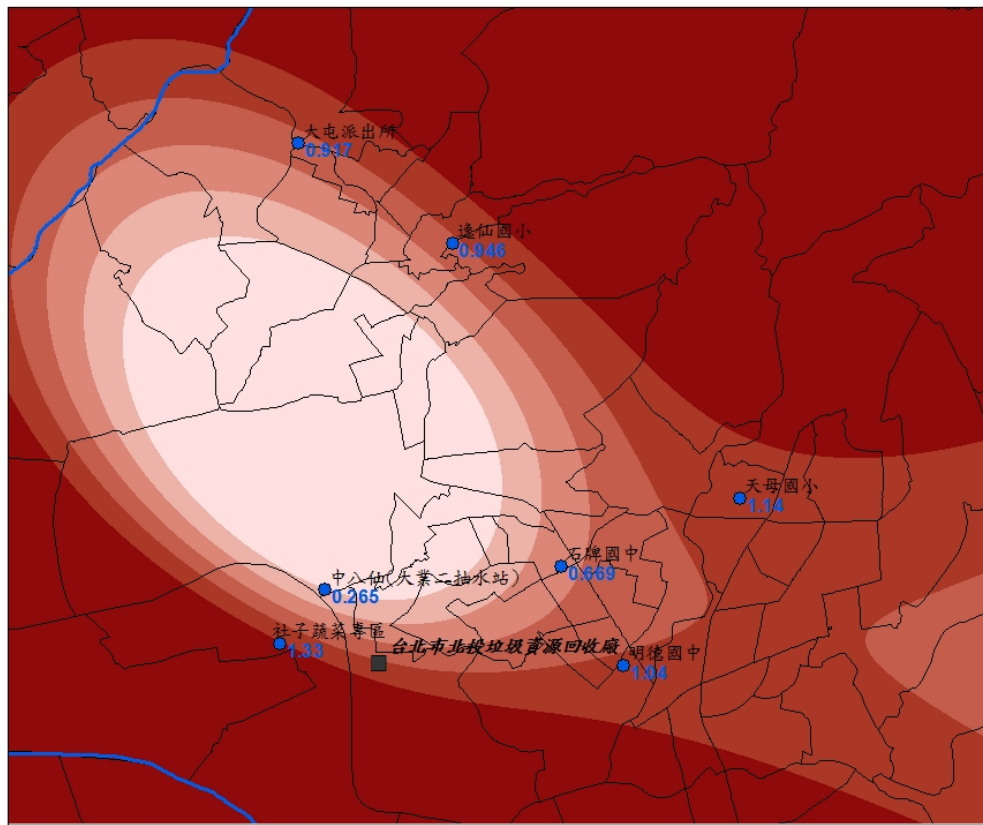 大屯派出所
0.917
逸仙國小
0.946
天母國小
1.14
石牌國中
0.669
中八仙(大業二抽水站)
0.265
社子蔬菜專區
1.33
台北市北投垃圾資源回收廠
明德國中
1.04